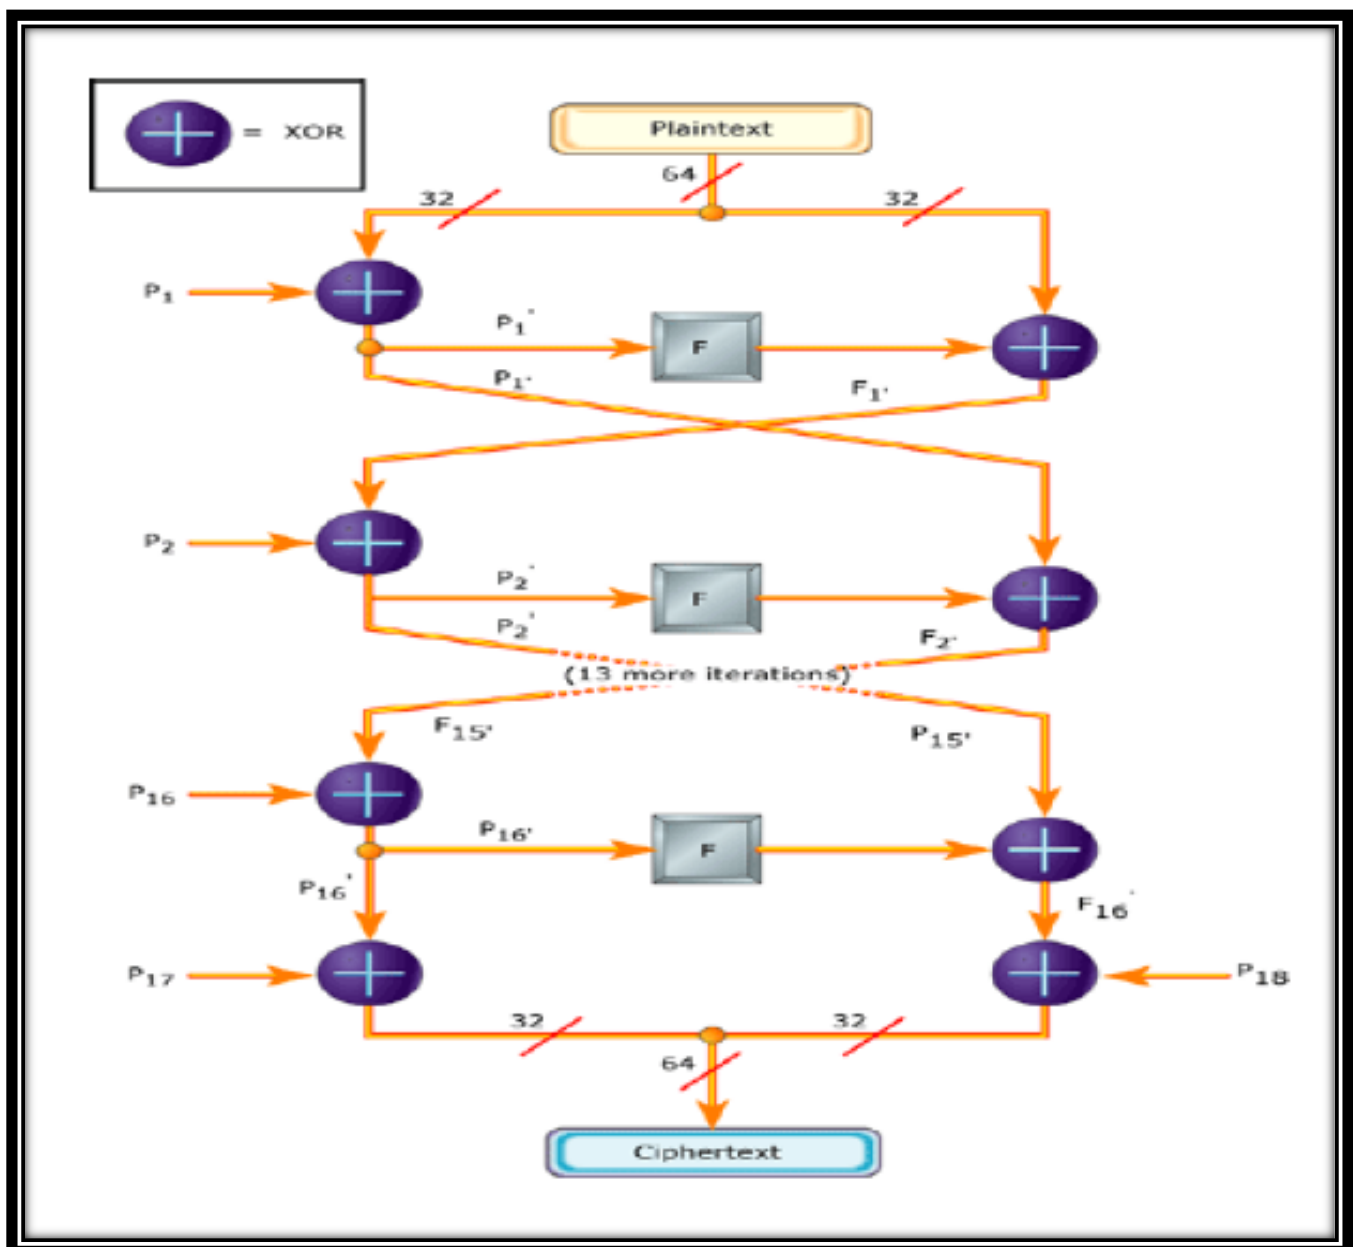 = XOR
Plaintext
64
32
32
P₁
P₁'
F
P₁'
F₁'
P₂
P₂'
F
P₂'
F₂'
(13 more iterations)
F₁₅'
P₁₅'
P₁₆
P₁₆'
F
P₁₆'
F₁₆'
P₁₇
P₁₈
32
32
64
Ciphertext